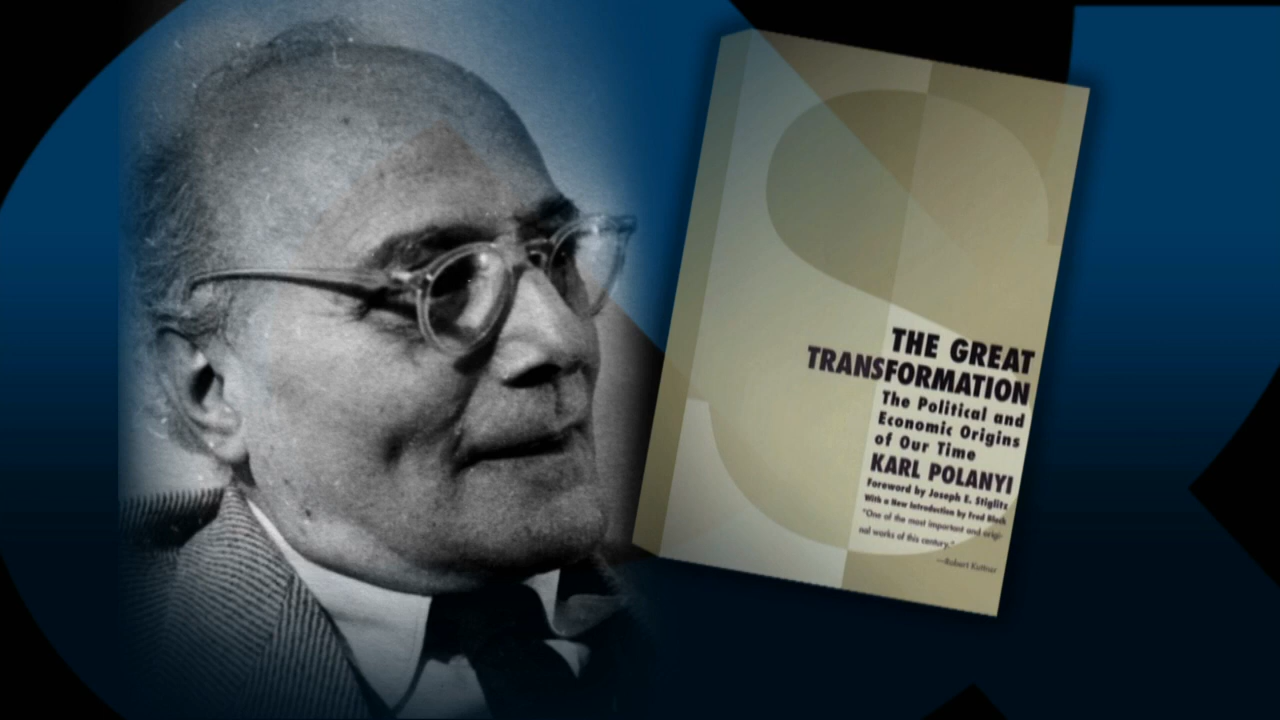 THE GREAT
TRANSFORMATION
The Political and
Economic Origins
of Our Time
KARL POLANYI
Foreword by Joseph E. Stiglitz
With a New Introduction by Fred Block
"One of the most important and origi-
nal works of this century."
—Robert Kuttner